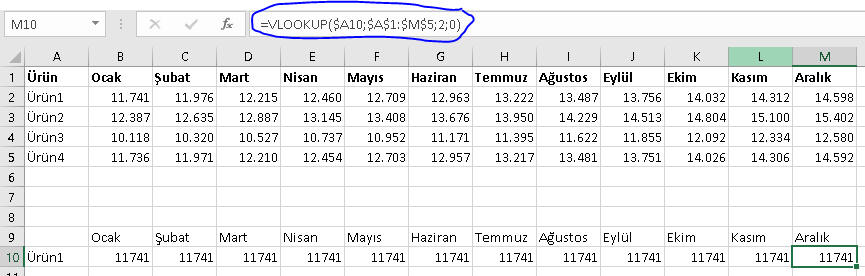 M10 fx =VLOOKUP($A10;$A$1:$M$5;2;0)
A B C D E F G H I J K L M
1 Ürün Ocak Şubat Mart Nisan Mayıs Haziran Temmuz Ağustos Eylül Ekim Kasım Aralık
2 Ürün1 11.741 11.976 12.215 12.460 12.709 12.963 13.222 13.487 13.756 14.032 14.312 14.598
3 Ürün2 12.387 12.635 12.887 13.145 13.408 13.676 13.950 14.229 14.513 14.804 15.100 15.402
4 Ürün3 10.118 10.320 10.527 10.737 10.952 11.171 11.395 11.622 11.855 12.092 12.334 12.580
5 Ürün4 11.736 11.971 12.210 12.454 12.703 12.957 13.217 13.481 13.751 14.026 14.306 14.592
6
7
8
9 Ocak Şubat Mart Nisan Mayıs Haziran Temmuz Ağustos Eylül Ekim Kasım Aralık
10 Ürün1 11741 11741 11741 11741 11741 11741 11741 11741 11741 11741 11741 11741